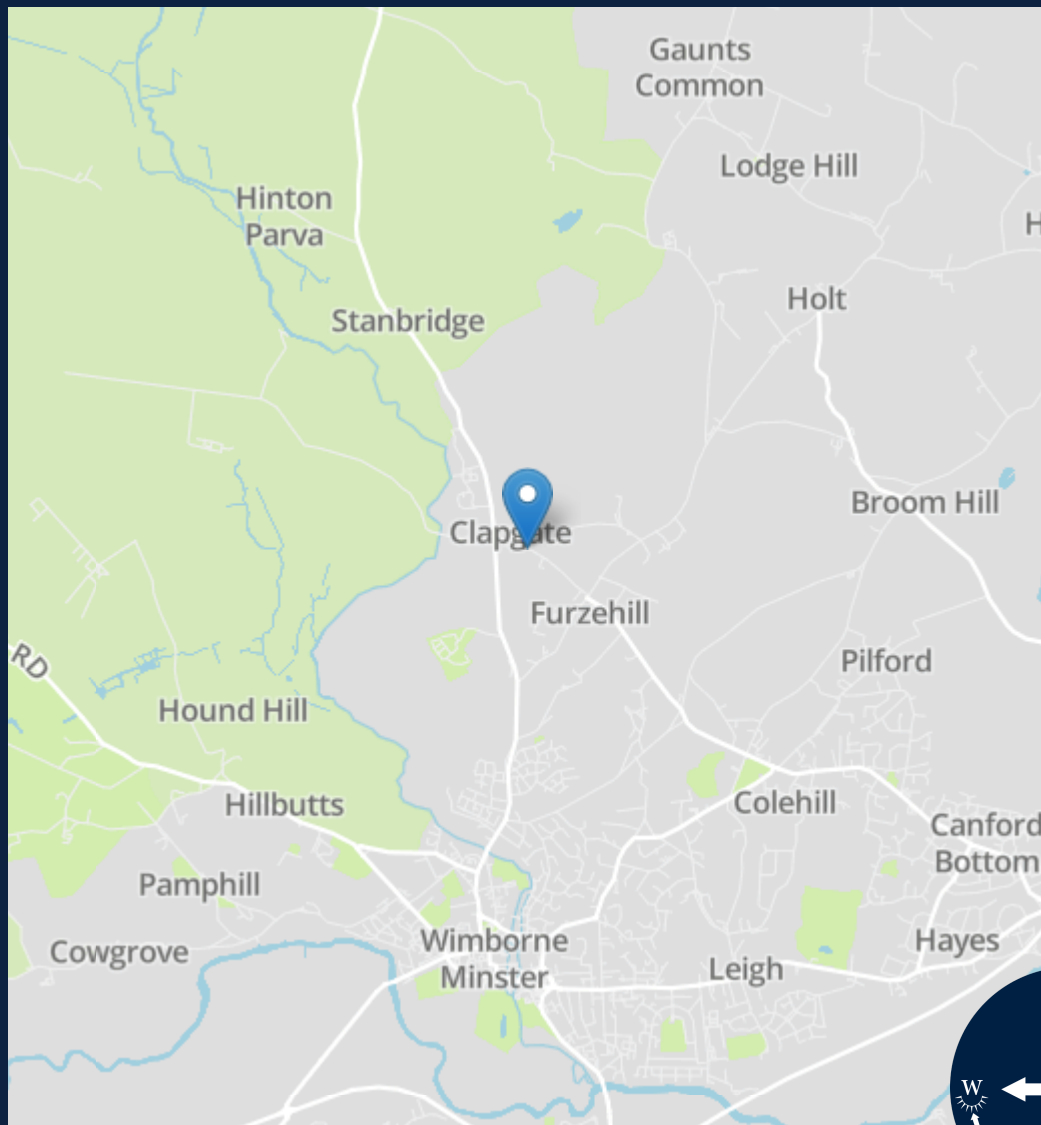 Gaunts
Common
Lodge Hill
Hinton
Parva
H
Holt
Stanbridge
Broom Hill
Clapgate
Furzehill
RD
Pilford
Hound Hill
Hillbutts
Colehill
Canford
Bottom
Pamphill
Wimborne
Minster
Hayes
Cowgrove
Leigh
W